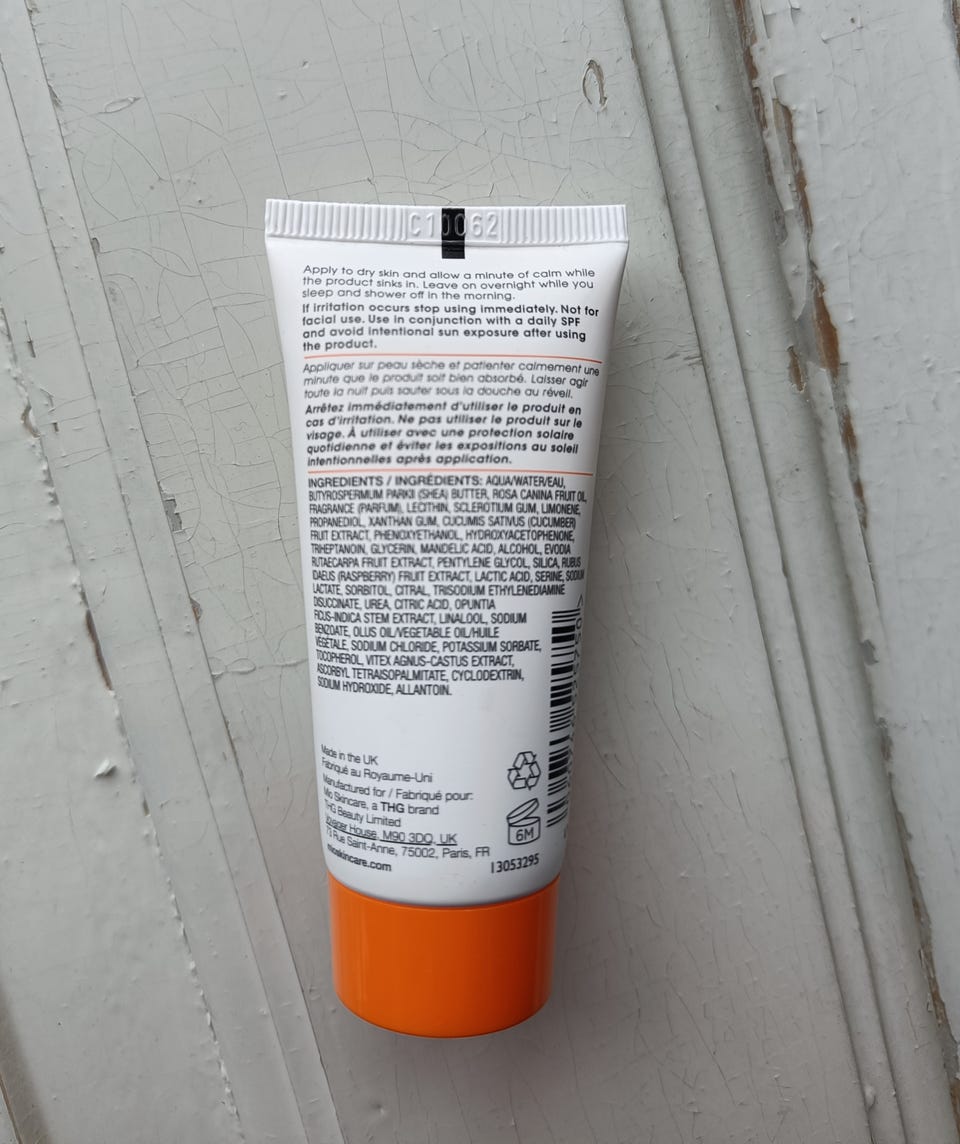 C10062
Apply to dry skin and allow a minute of calm while
the product sinks in. Leave on overnight while you
sleep and shower off in the morning.
If irritation occurs stop using immediately. Not for
facial use. Use in conjunction with a daily SPF
and avoid intentional sun exposure after using
the product.
Appliquer sur peau sèche et patienter calmement une
minute que le produit soit bien absorbé. Laisser agir
toute la nuit puis sauter sous la douche au réveil.
Arrêtez immédiatement d'utiliser le produit en
cas d'irritation. Ne pas utiliser le produit sur le
visage. À utiliser avec une protection solaire
quotidienne et éviter les expositions au soleil
intentionnelles après application.
INGREDIENTS / INGRÉDIENTS: AQUA/WATER/EAU,
BUTYROSPERMUM PARKII (SHEA) BUTTER, ROSA CANINA FRUIT OIL,
FRAGRANCE (PARFUM), LECITHIN, SCLEROTIUM GUM, LIMONENE,
PROPANEDIOL, XANTHAN GUM, CUCUMIS SATIVUS (CUCUMBER)
FRUIT EXTRACT, PHENOXYETHANOL, HYDROXYACETOPHENONE,
TRIHEPTANOIN, GLYCERIN, MANDELIC ACID, ALCOHOL, EVODIA
RUTAECARPA FRUIT EXTRACT, PENTYLENE GLYCOL, SILICA, RUBUS
IDAEUS (RASPBERRY) FRUIT EXTRACT, LACTIC ACID, SERINE, SODIUM
LACTATE, SORBITOL, CITRAL, TRISODIUM ETHYLENEDIAMINE
DISUCCINATE, UREA, CITRIC ACID, OPUNTIA
FICUS-INDICA STEM EXTRACT, LINALOOL, SODIUM
BENZOATE, OLUS OIL/VEGETABLE OIL/HUILE
VÉGÉTALE, SODIUM CHLORIDE, POTASSIUM SORBATE,
TOCOPHEROL, VITEX AGNUS-CASTUS EXTRACT,
ASCORBYL TETRAISOPALMITATE, CYCLODEXTRIN,
SODIUM HYDROXIDE, ALLANTOIN.
Made in the UK
Fabriqué au Royaume-Uni
Manufactured for / Fabriqué pour:
Mio Skincare, a THG brand
THG Beauty Limited
Voyager House, M90 3DQ, UK
73 Rue Saint-Anne, 75002, Paris, FR
mioskincare.com
6M
13053295